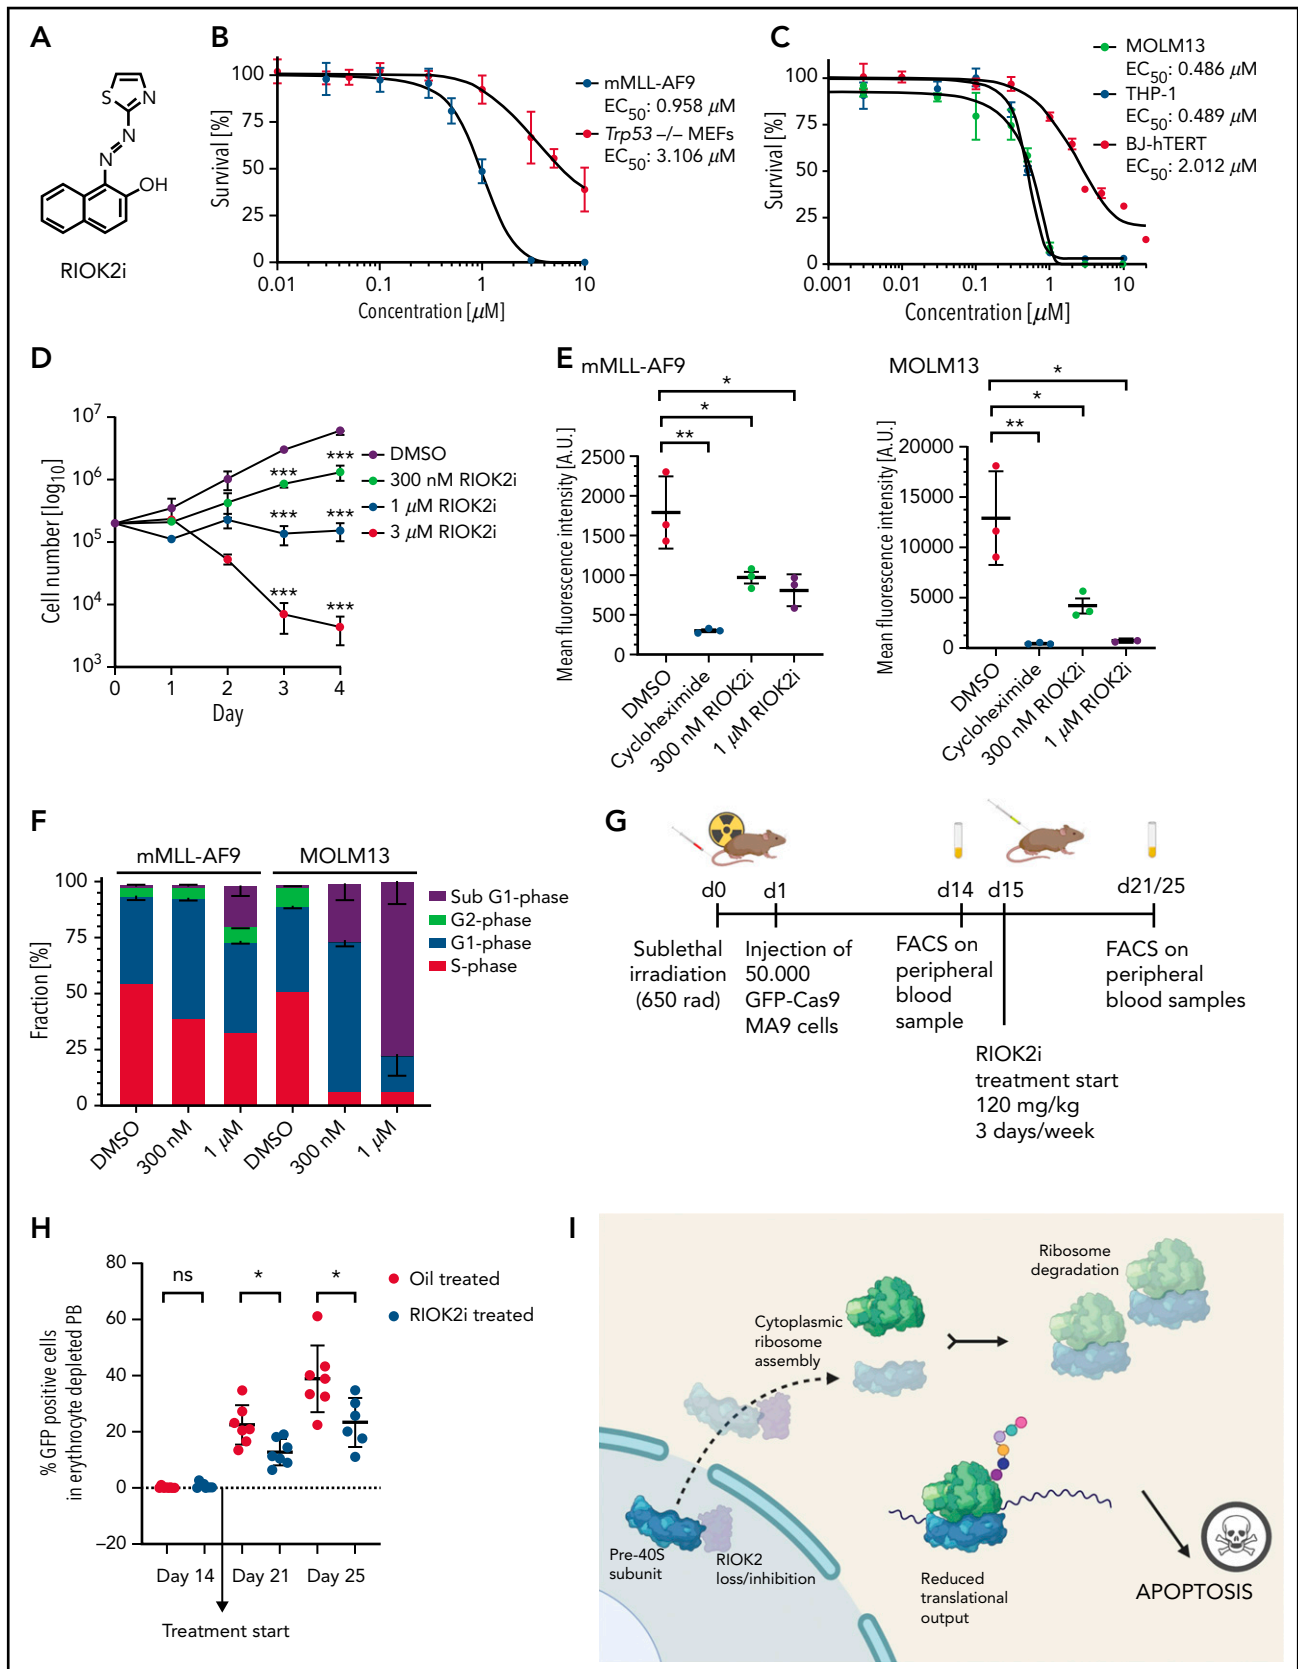 A
S
N
N
N
OH
RIOK2i
B
Survival [%]
100
75
50
25
0
0.01
0.1
1
10
Concentration [μM]
mMLL-AF9
EC50: 0.958 μM
Trp53 –/– MEFs
EC50: 3.106 μM
C
Survival [%]
100
75
50
25
0
0.001
0.01
0.1
1
10
Concentration [μM]
MOLM13
EC50: 0.486 μM
THP-1
EC50: 0.489 μM
BJ-hTERT
EC50: 2.012 μM
D
Cell number [log10]
10^7
10^6
10^5
10^4
10^3
0
1
2
3
4
Day
***
***
***
***
***
***
DMSO
300 nM RIOK2i
1 μM RIOK2i
3 μM RIOK2i
E
mMLL-AF9
*
*
**
Mean fluorescence intensity [A.U.]
2500
2000
1500
1000
500
0
DMSO
Cycloheximide
300 nM RIOK2i
1 μM RIOK2i
MOLM13
*
*
**
Mean fluorescence intensity [A.U.]
20000
15000
10000
5000
0
DMSO
Cycloheximide
300 nM RIOK2i
1 μM RIOK2i
F
mMLL-AF9
MOLM13
Fraction [%]
100
75
50
25
0
DMSO
300 nM
1 μM
DMSO
300 nM
1 μM
Sub G1-phase
G2-phase
G1-phase
S-phase
G
d0
d1
d14
d15
d21/25
Sublethal
irradiation
(650 rad)
Injection of
50.000
GFP-Cas9
MA9 cells
FACS on
peripheral
blood
sample
RIOK2i
treatment start
120 mg/kg
3 days/week
FACS on
peripheral
blood samples
H
% GFP positive cells
in erythrocyte depleted PB
80
60
40
20
0
–20
ns
*
*
Oil treated
RIOK2i treated
Day 14
Day 21
Day 25
Treatment start
I
Ribosome
degradation
Cytoplasmic
ribosome
assembly
Pre-40S
subunit
RIOK2
loss/inhibition
Reduced
translational
output
APOPTOSIS